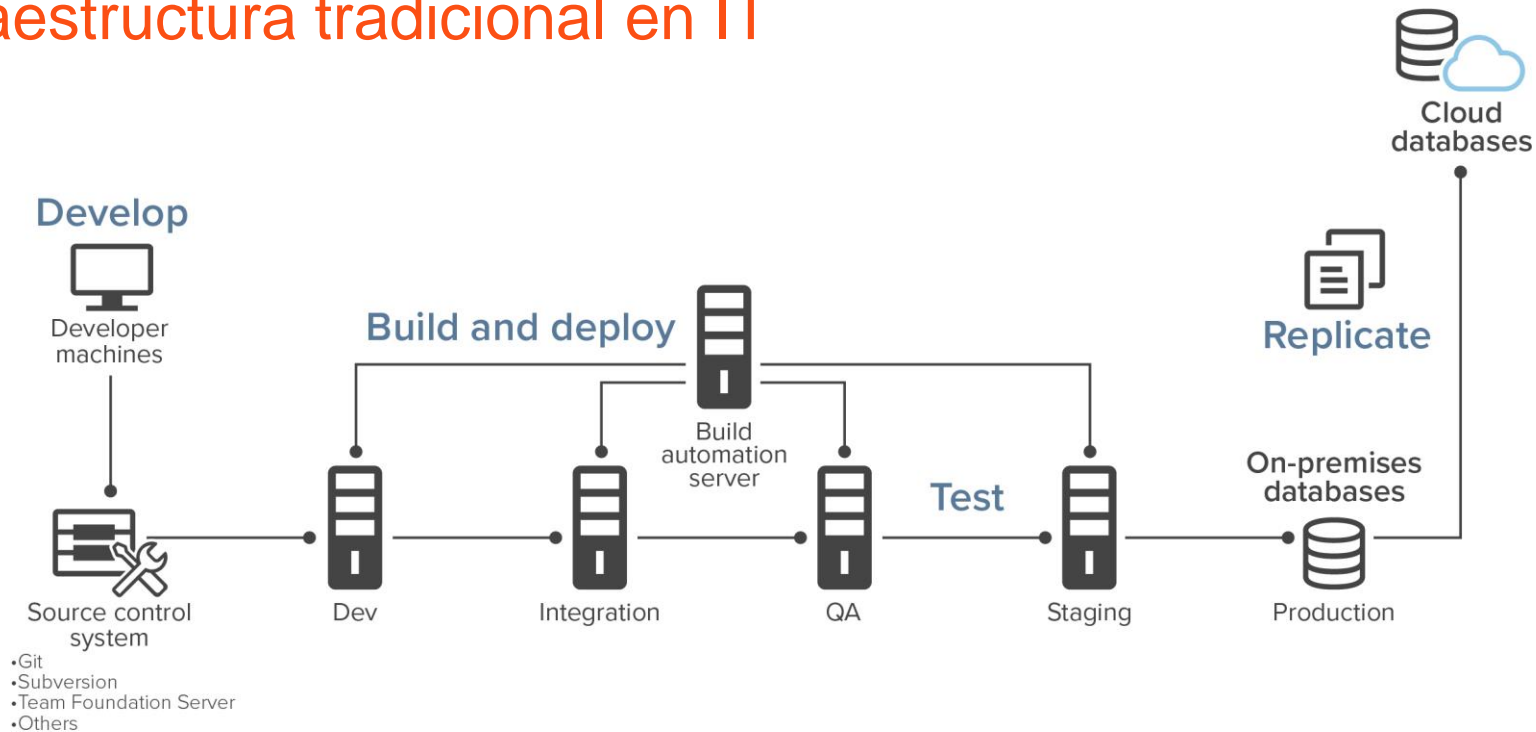 aestructura tradicional en IT
Cloud
databases
Develop
Developer
machines
Build and deploy
Replicate
Build
automation
server
On-premises
databases
Test
Source control
system
Dev
Integration
QA
Staging
Production
•Git
•Subversion
•Team Foundation Server
•Others